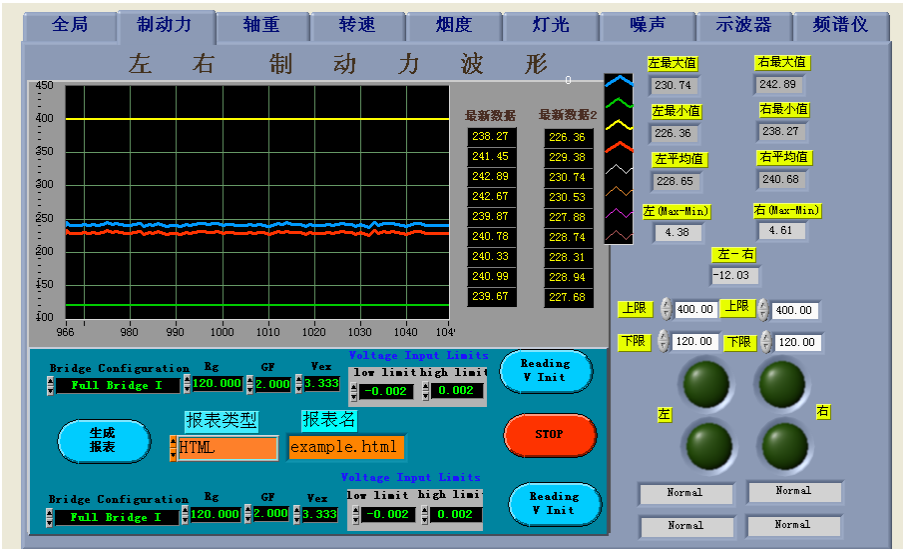 全局 制动力 轴重 转速 烟度 灯光 噪声 示波器 频谱仪
左 右 制 动 力 波 形
0
450
400
350
300
250
200
150
100
966 980 990 1000 1010 1020 1030 1040 104
最新数据 最新数据2
238.27 226.36
241.45 229.38
242.89 230.74
242.67 230.53
239.87 227.88
240.78 228.74
240.33 228.31
240.99 228.94
239.67 227.68
左最大值 右最大值
230.74 242.89
左最小值 右最小值
226.36 238.27
左平均值 右平均值
228.65 240.68
左(Max-Min) 右(Max-Min)
4.38 4.61
左-右
-12.03
上限 400.00 上限 400.00
下限 120.00 下限 120.00
左 右
Normal Normal
Normal Normal
Voltage Input Limits
Bridge Configuration Rg GF Vex low limit high limit
Full Bridge I 120.000 2.000 3.333 -0.002 0.002
Reading
V Init
报表类型 报表名
生成
报表
HTML example.html
STOP
Voltage Input Limits
Bridge Configuration Rg GF Vex low limit high limi
Full Bridge I 120.000 2.000 3.333 -0.002 0.002
Reading
V Init